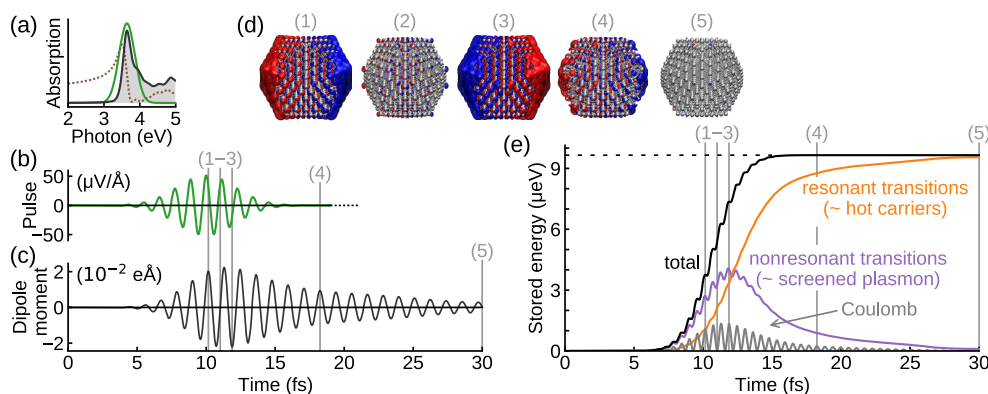 (a)
Absorption
2 3 4 5
Photon (eV)
(d)
(1) (2) (3) (4) (5)
(b)
(1−3)
(4)
50
0
−50
Pulse
(μV/Å)
(c)
(5)
2
0
−2
Dipole
moment
(10⁻² eÅ)
0 5 10 15 20 25 30
Time (fs)
(e)
(1−3) (4) (5)
9
6
3
0
Stored energy (μeV)
resonant transitions
(~ hot carriers)
total
nonresonant transitions
(~ screened plasmon)
Coulomb
0 5 10 15 20 25 30
Time (fs)